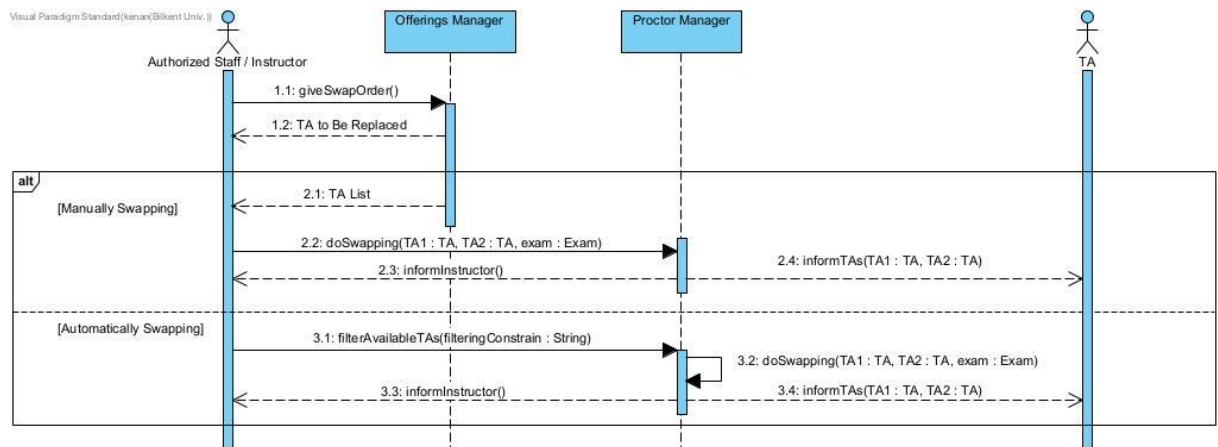 Visual Paradigm Standard(kenan(Bilkent Univ.))
Offerings Manager
Proctor Manager
Authorized Staff / Instructor
TA
1.1: giveSwapOrder()
1.2: TA to Be Replaced
alt
2.1: TA List
[Manually Swapping]
2.2: doSwapping(TA1 : TA, TA2 : TA, exam : Exam)
2.4: informTAs(TA1 : TA, TA2 : TA)
2.3: informInstructor()
[Automatically Swapping]
3.1: filterAvailableTAs(filteringConstrain : String)
3.2: doSwapping(TA1 : TA, TA2 : TA, exam : Exam)
3.3: informInstructor()
3.4: informTAs(TA1 : TA, TA2 : TA)